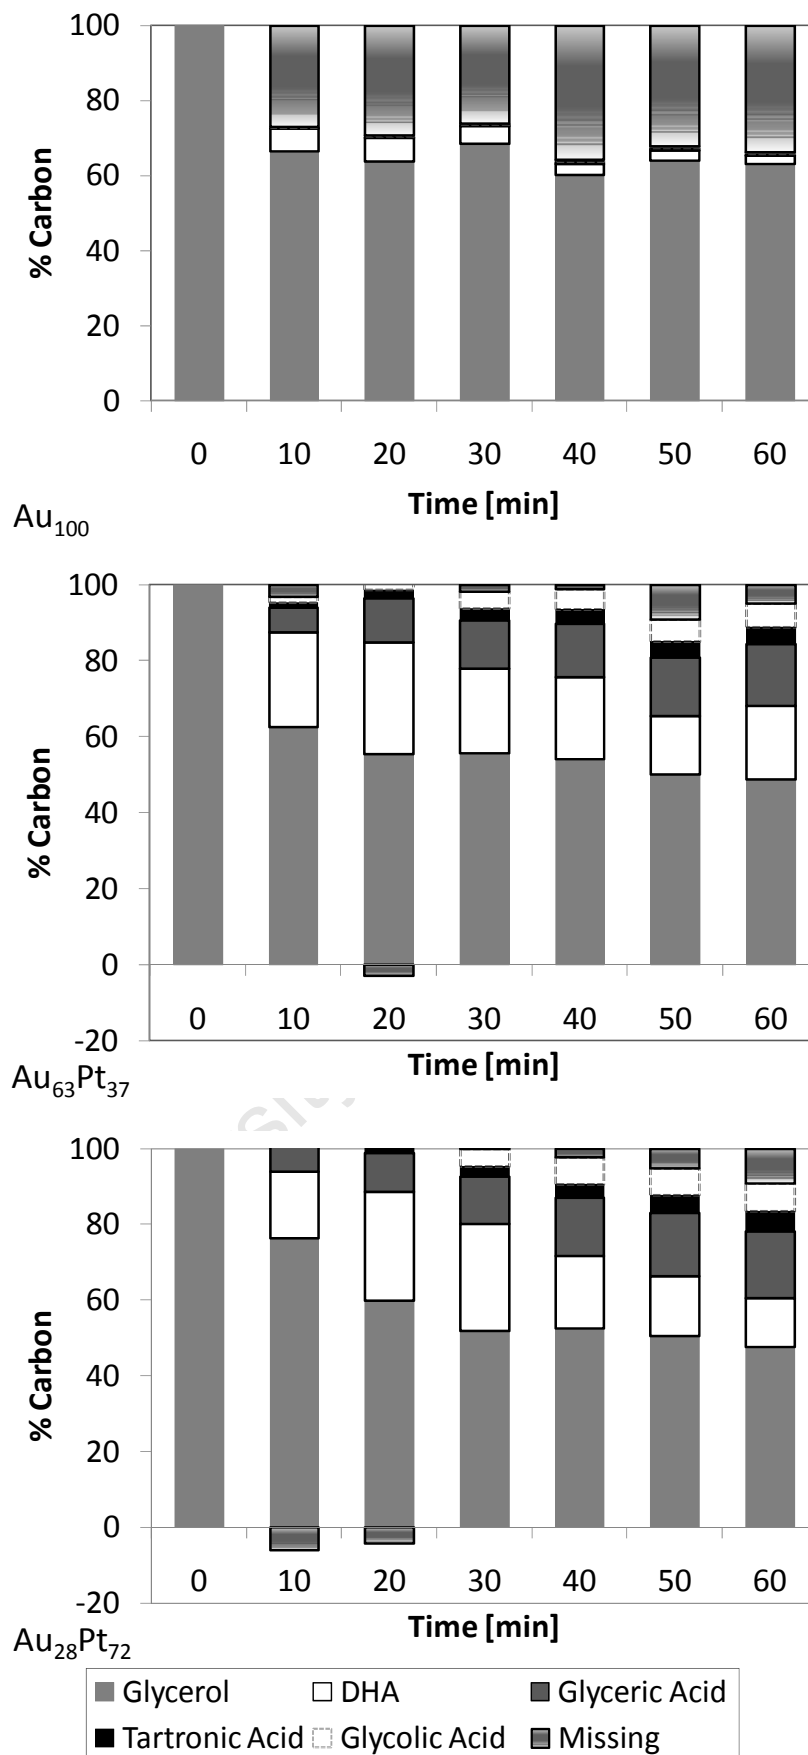 100
80
60
40
20
0
% Carbon
0 10 20 30 40 50 60
Time [min]
Au100
100
80
60
40
20
0
-20
% Carbon
0 10 20 30 40 50 60
Time [min]
Au63Pt37
100
80
60
40
20
0
-20
% Carbon
0 10 20 30 40 50 60
Time [min]
Au28Pt72
Glycerol DHA Glyceric Acid
Tartronic Acid Glycolic Acid Missing